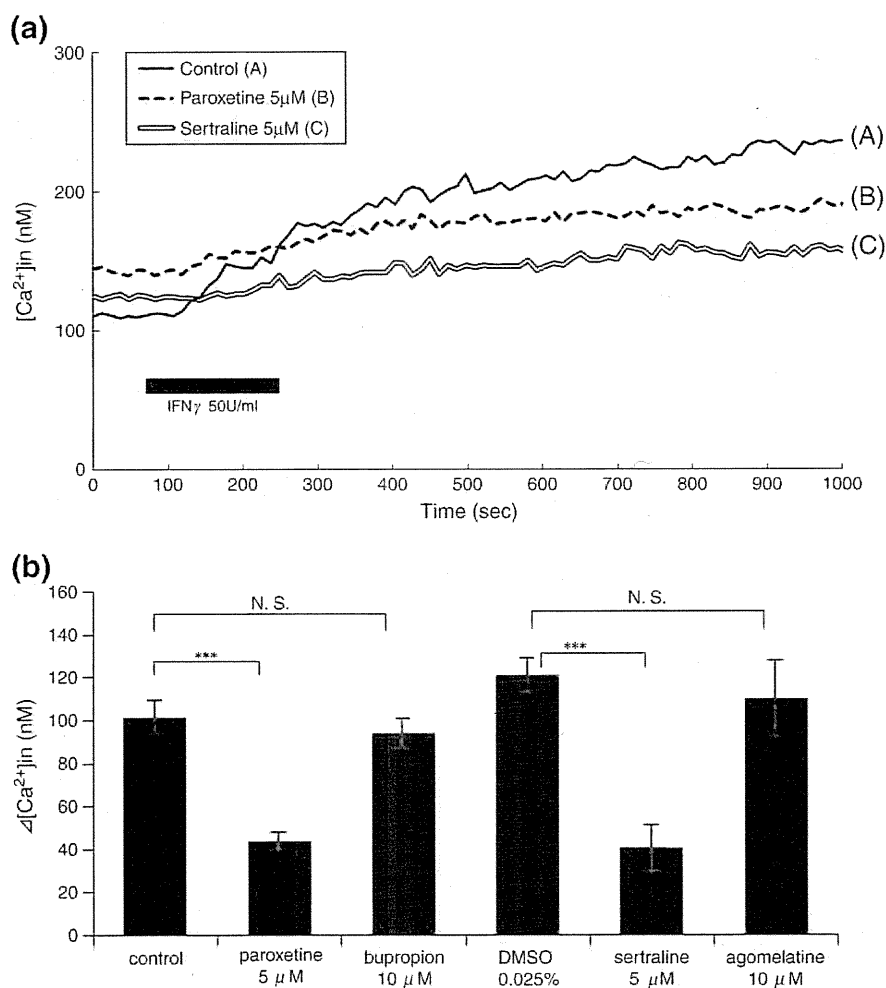 (a)
300
200
100
0
[Ca²⁺]in (nM)
Control (A)
Paroxetine 5μM (B)
Sertraline 5μM (C)
(A)
(B)
(C)
IFNγ 50U/ml
0 100 200 300 400 500 600 700 800 900 1000
Time (sec)
(b)
160
140
120
100
80
60
40
20
0
⊿[Ca²⁺]in (nM)
N. S.
***
N. S.
***
control
paroxetine
5 μM
bupropion
10 μM
DMSO
0.025%
sertraline
5 μM
agomelatine
10 μM